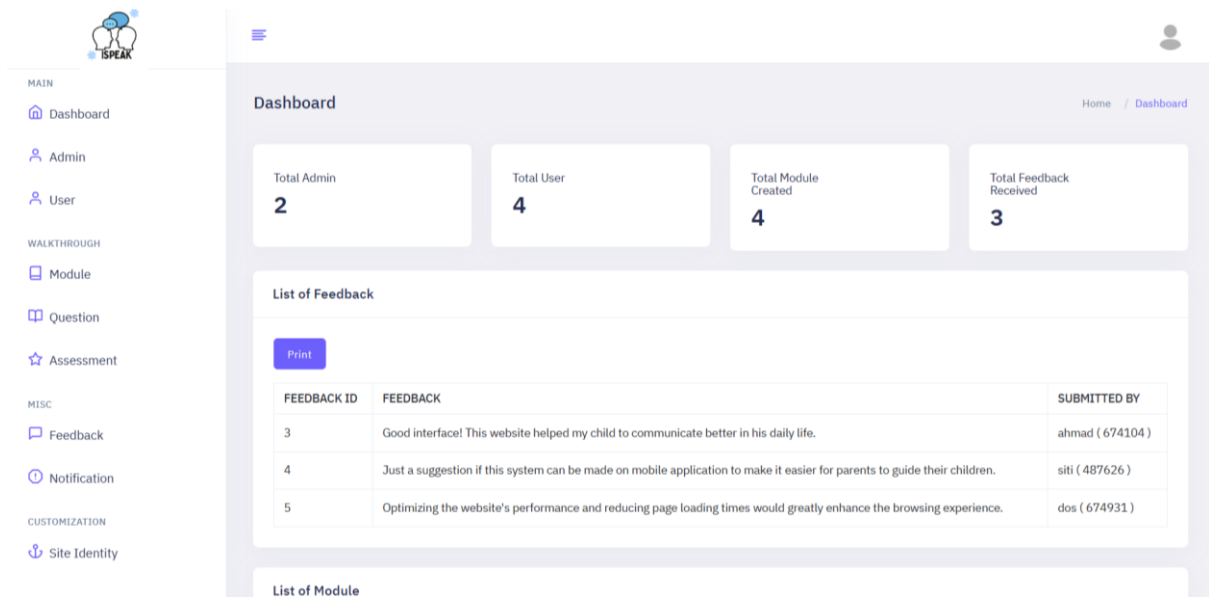 ISPEAK
MAIN
Dashboard
Admin
User
WALKTHROUGH
Module
Question
Assessment
MISC
Feedback
Notification
CUSTOMIZATION
Site Identity
Dashboard
Home / Dashboard
Total Admin
2
Total User
4
Total Module
Created
4
Total Feedback
Received
3
List of Feedback
Print
FEEDBACK ID FEEDBACK SUBMITTED BY
3 Good interface! This website helped my child to communicate better in his daily life. ahmad ( 674104 )
4 Just a suggestion if this system can be made on mobile application to make it easier for parents to guide their children. siti ( 487626 )
5 Optimizing the website's performance and reducing page loading times would greatly enhance the browsing experience. dos ( 674931 )
List of Module